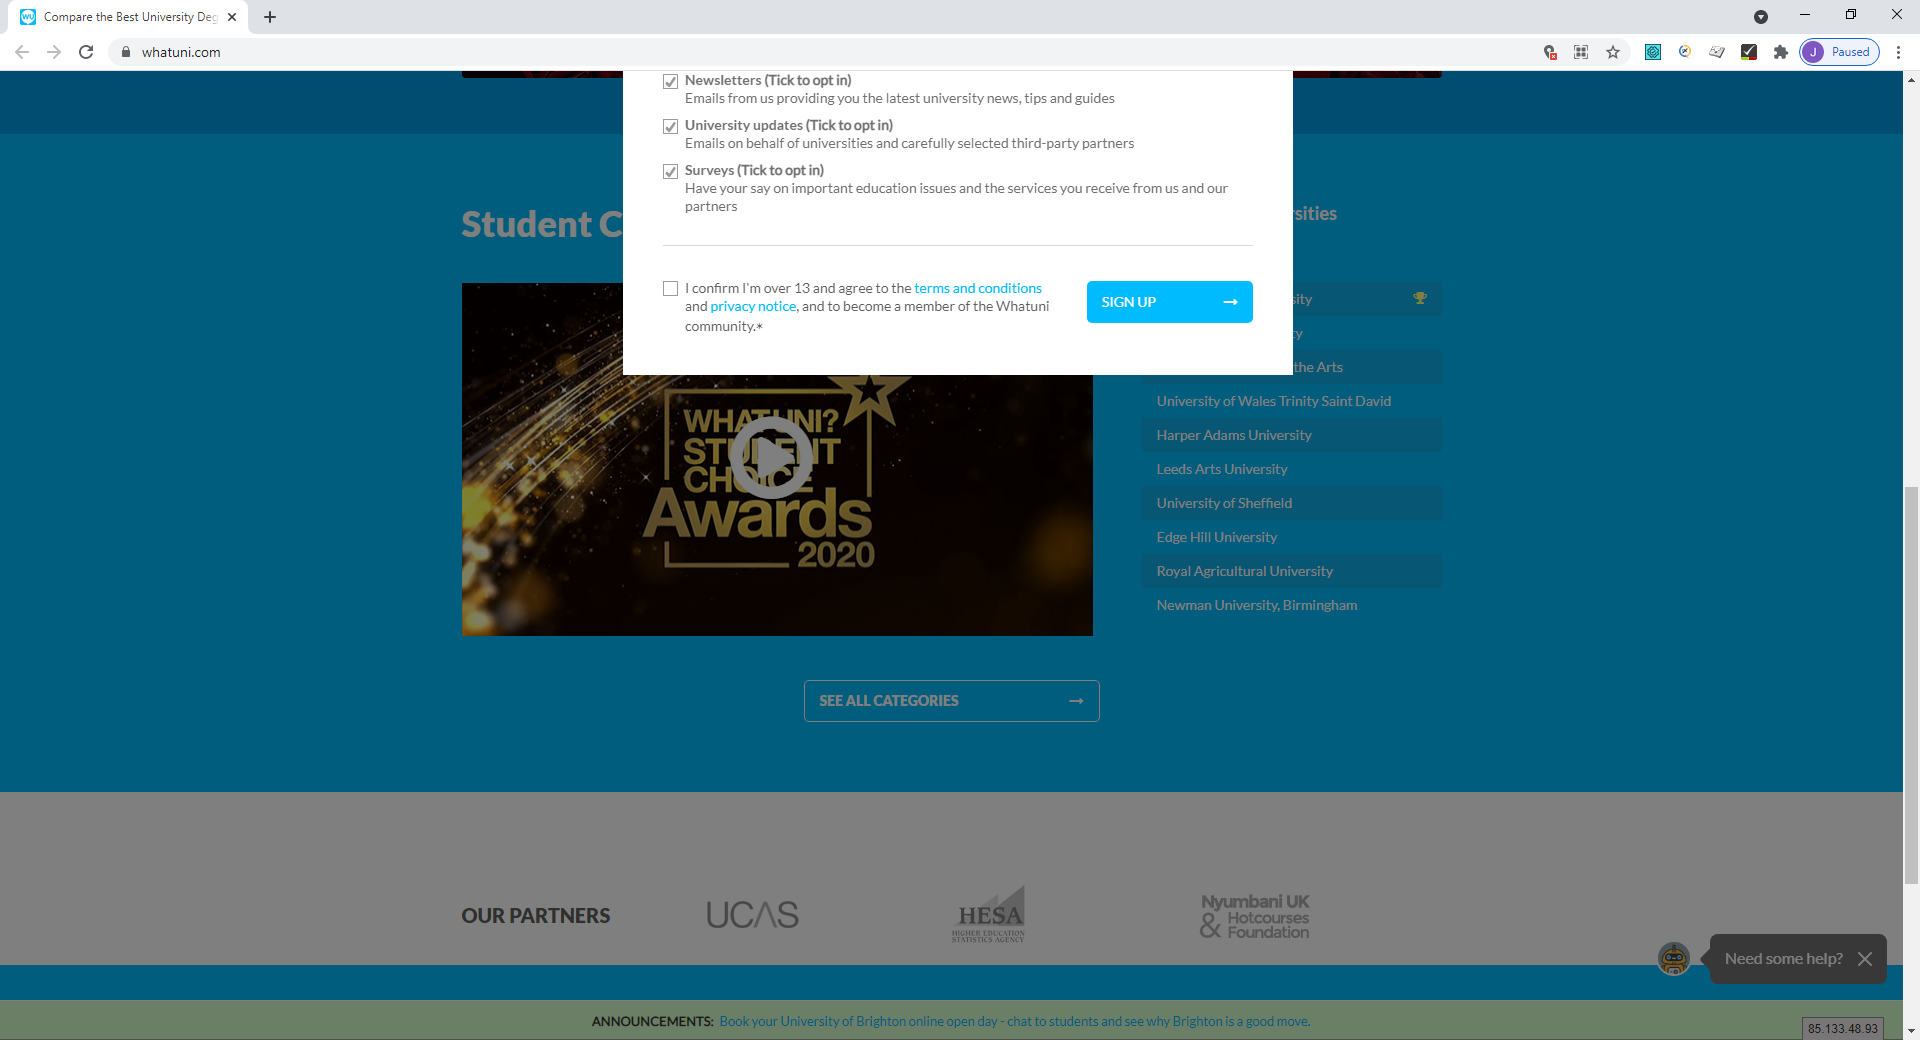 Compare the Best University Deg
whatuni.com
Paused
Newsletters (Tick to opt in)
Emails from us providing you the latest university news, tips and guides
University updates (Tick to opt in)
Emails on behalf of universities and carefully selected third-party partners
Surveys (Tick to opt in)
Have your say on important education issues and the services you receive from us and our
partners
I confirm I'm over 13 and agree to the terms and conditions
and privacy notice, and to become a member of the Whatuni
community.*
SIGN UP
Student C
WHATUNI?
STUDENT
CHOICE
Awards
2020
rsities
ity
ty
the Arts
University of Wales Trinity Saint David
Harper Adams University
Leeds Arts University
University of Sheffield
Edge Hill University
Royal Agricultural University
Newman University, Birmingham
SEE ALL CATEGORIES
OUR PARTNERS
UCAS
HESA
HIGHER EDUCATION
STATISTICS AGENCY
Nyumbani UK
& Hotcourses
Foundation
Need some help?
ANNOUNCEMENTS: Book your University of Brighton online open day - chat to students and see why Brighton is a good move.
85.133.48.93